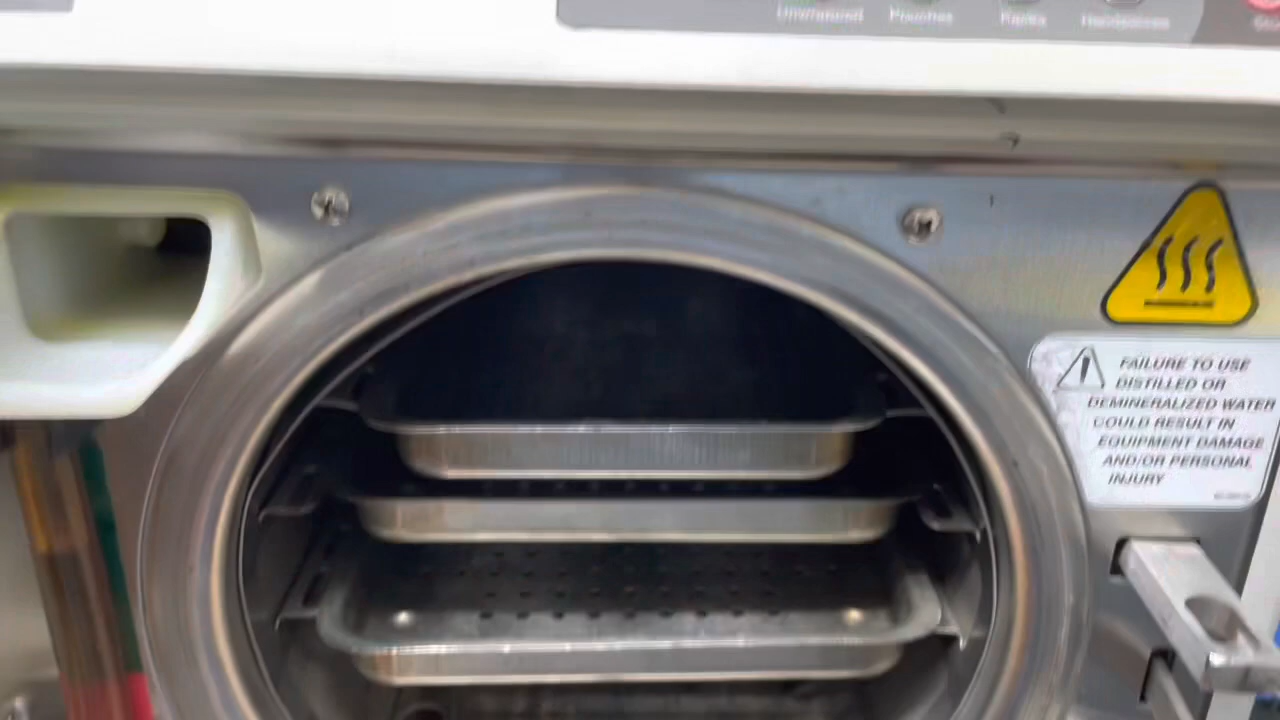 Unwrapped Pouches Packs Handpieces
FAILURE TO USE
DISTILLED OR
DEMINERALIZED WATER
COULD RESULT IN
EQUIPMENT DAMAGE
AND/OR PERSONAL
INJURY